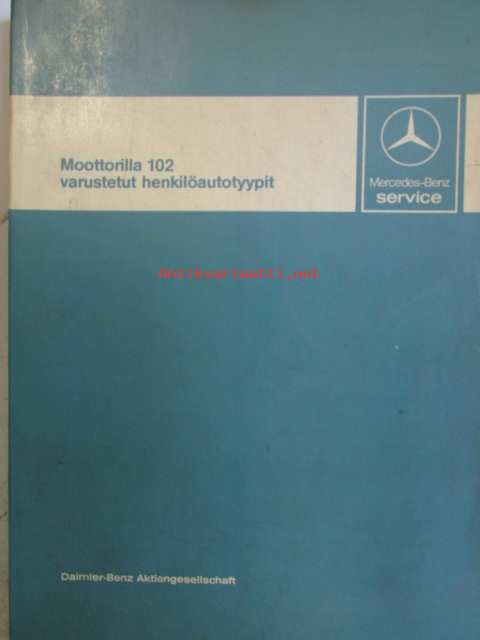 Moottorilla 102
varustetut henkilöautotyypit
Mercedes-Benz
service
Antikvariaatti.net
Daimler-Benz Aktiengesellschaft